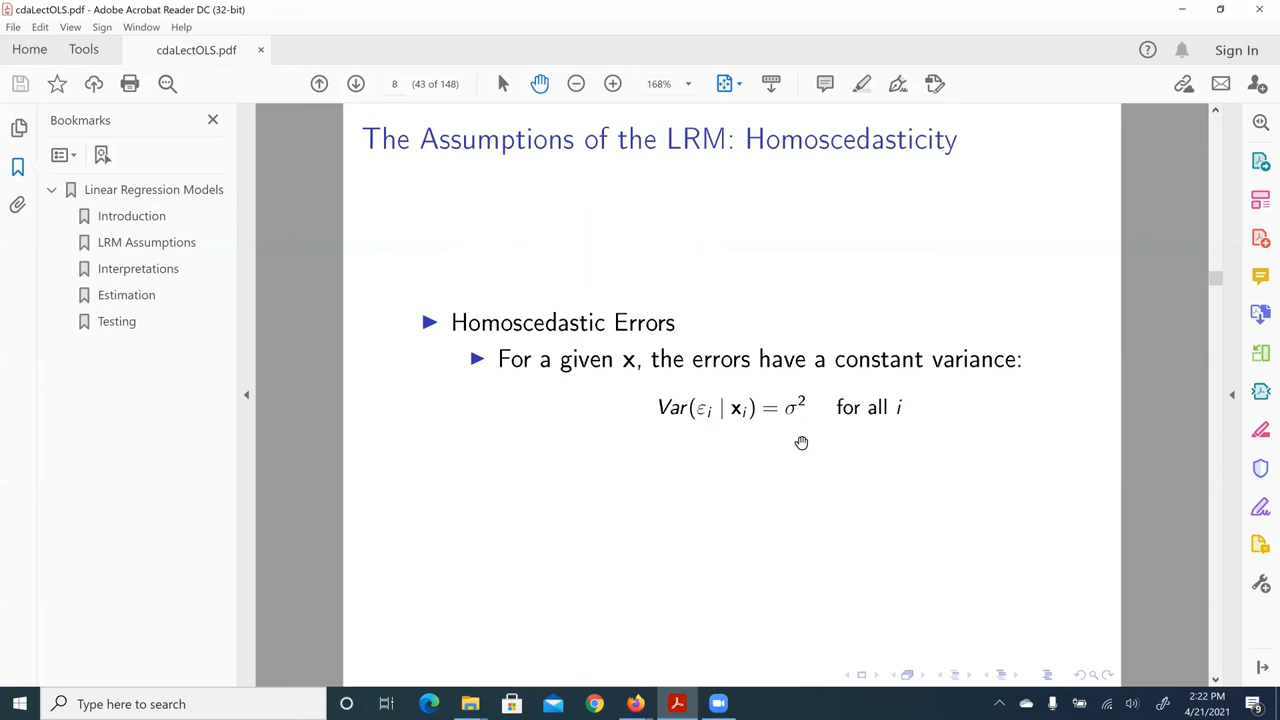 cdaLectOLS.pdf - Adobe Acrobat Reader DC (32-bit)
File Edit View Sign Window Help
Home Tools cdaLectOLS.pdf × Sign In
8 (43 of 148) 168%
Bookmarks
Linear Regression Models
Introduction
LRM Assumptions
Interpretations
Estimation
Testing
The Assumptions of the LRM: Homoscedasticity
▶ Homoscedastic Errors
▶ For a given x, the errors have a constant variance:
Var(εᵢ | xᵢ) = σ² for all i
Type here to search
2:22 PM
4/21/2021
9